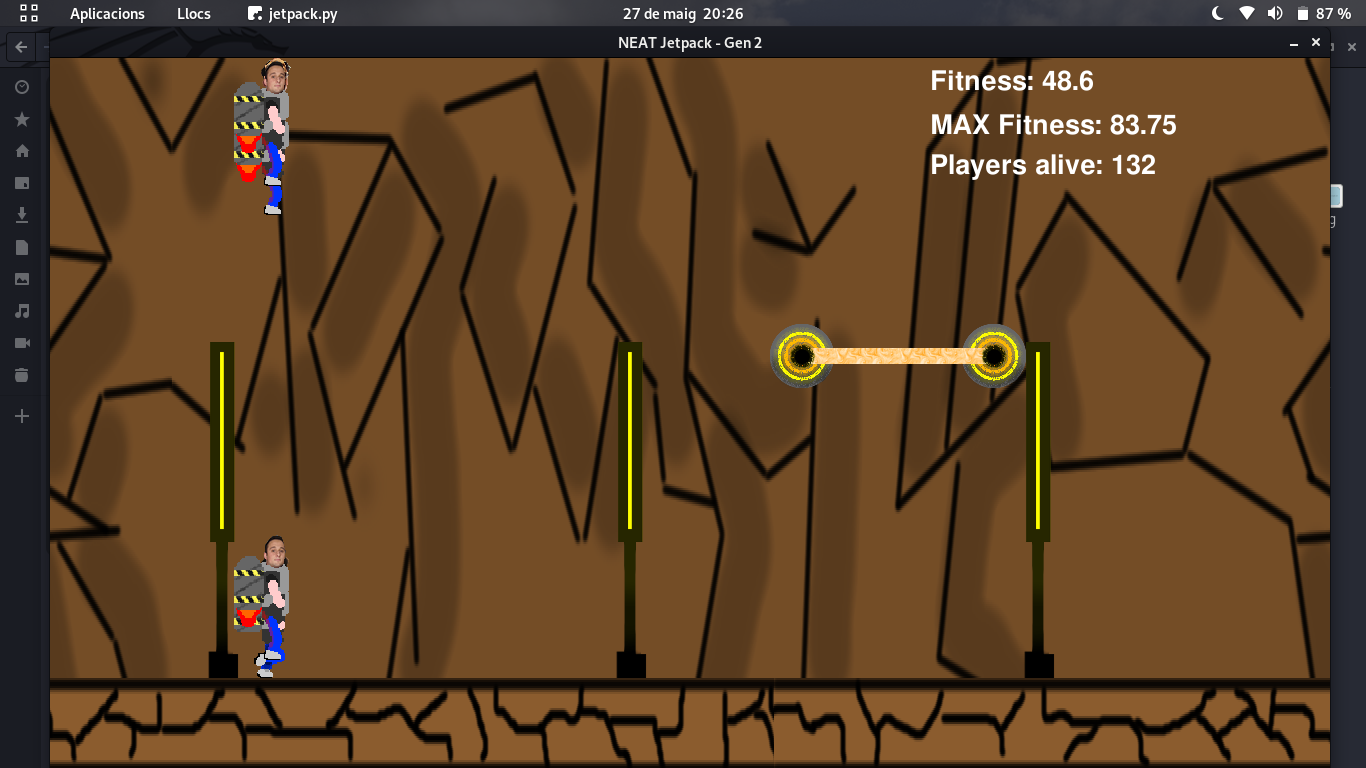 Aplicacions Llocs jetpack.py 27 de maig 20:26 87 %
NEAT Jetpack - Gen 2
Fitness: 48.6
MAX Fitness: 83.75
Players alive: 132
g